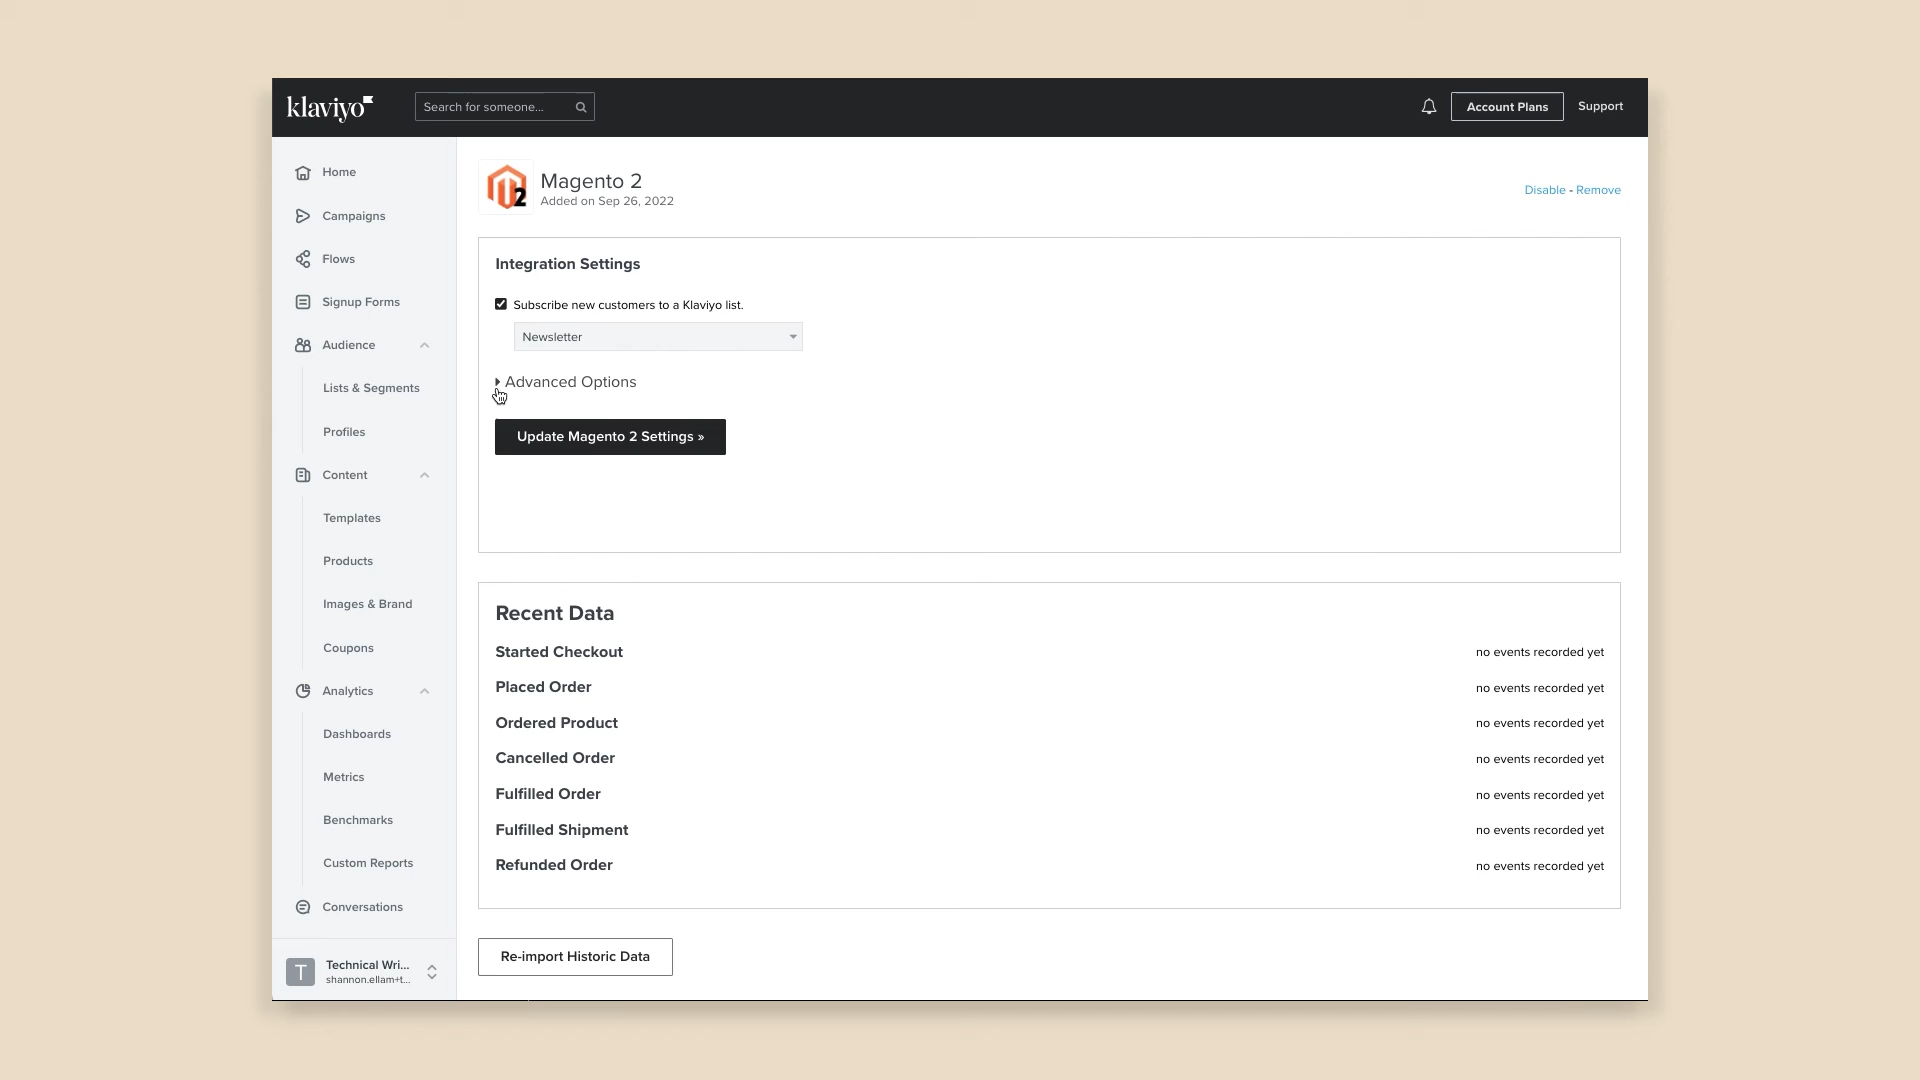 klaviyo
Search for someone...
Account Plans
Support
Home
Campaigns
Flows
Signup Forms
Audience
Lists & Segments
Profiles
Content
Templates
Products
Images & Brand
Coupons
Analytics
Dashboards
Metrics
Benchmarks
Custom Reports
Conversations
T
Technical Wri...
shannon.ellam+t...
2
Magento 2
Added on Sep 26, 2022
Disable - Remove
Integration Settings
Subscribe new customers to a Klaviyo list.
Newsletter
Advanced Options
Update Magento 2 Settings »
Recent Data
Started Checkout no events recorded yet
Placed Order no events recorded yet
Ordered Product no events recorded yet
Cancelled Order no events recorded yet
Fulfilled Order no events recorded yet
Fulfilled Shipment no events recorded yet
Refunded Order no events recorded yet
Re-import Historic Data